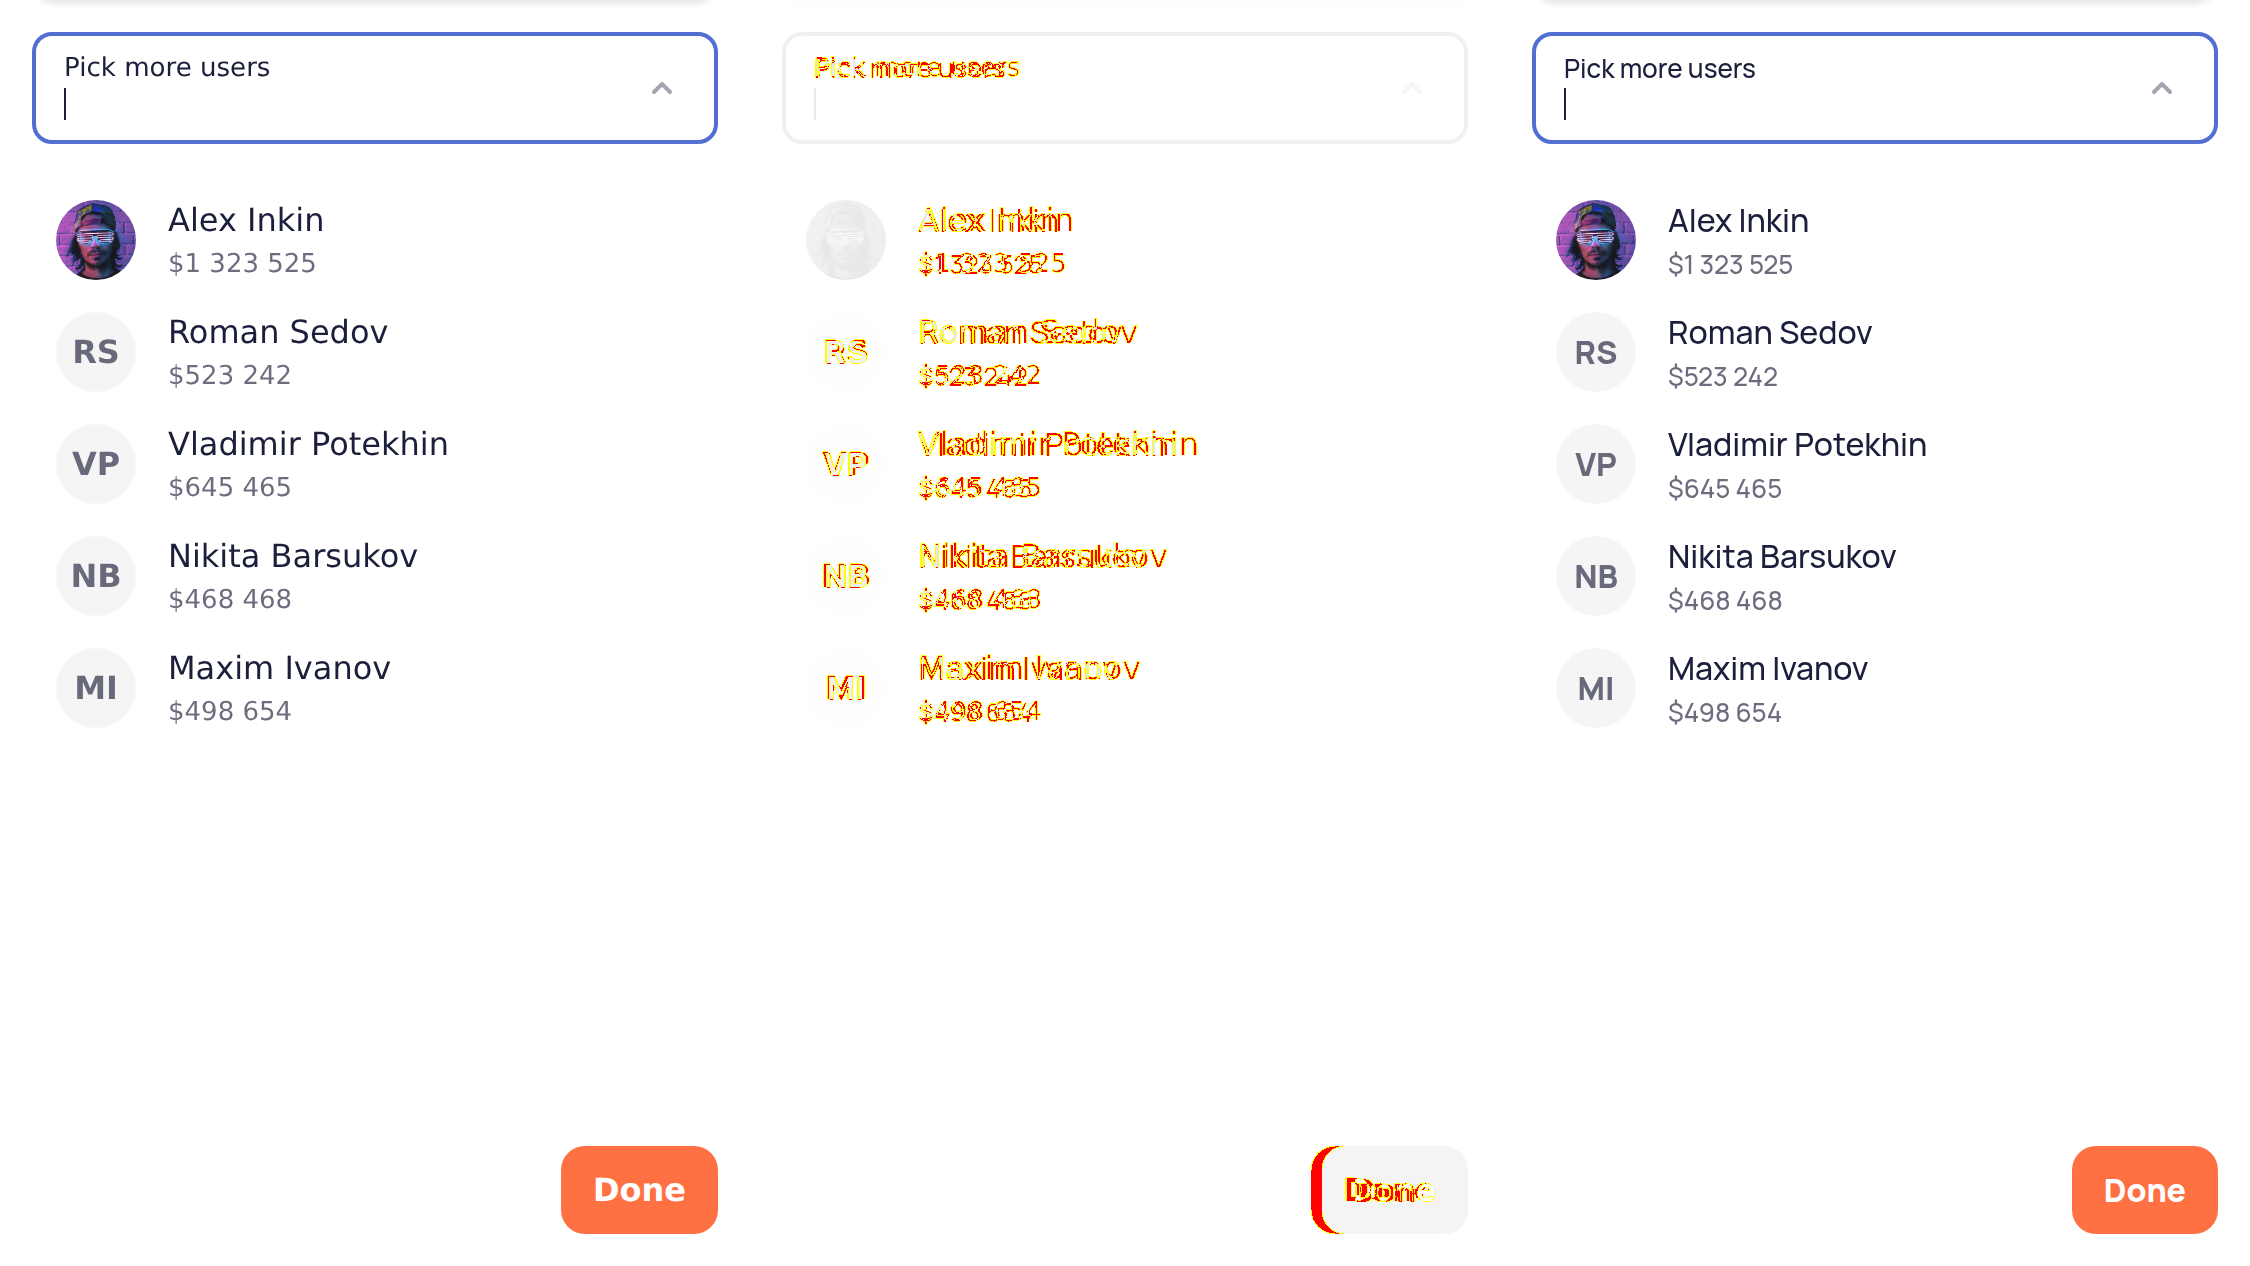 Pick more users
Alex Inkin
$1 323 525
RS
Roman Sedov
$523 242
VP
Vladimir Potekhin
$645 465
NB
Nikita Barsukov
$468 468
MI
Maxim Ivanov
$498 654
Done
Pick more users
Alex Inkin
$1 323 525
RS
Roman Sedov
$523 242
VP
Vladimir Potekhin
$645 465
NB
Nikita Barsukov
$468 468
MI
Maxim Ivanov
$498 654
Done
Pick more users
Alex Inkin
$1 323 525
RS
Roman Sedov
$523 242
VP
Vladimir Potekhin
$645 465
NB
Nikita Barsukov
$468 468
MI
Maxim Ivanov
$498 654
Done